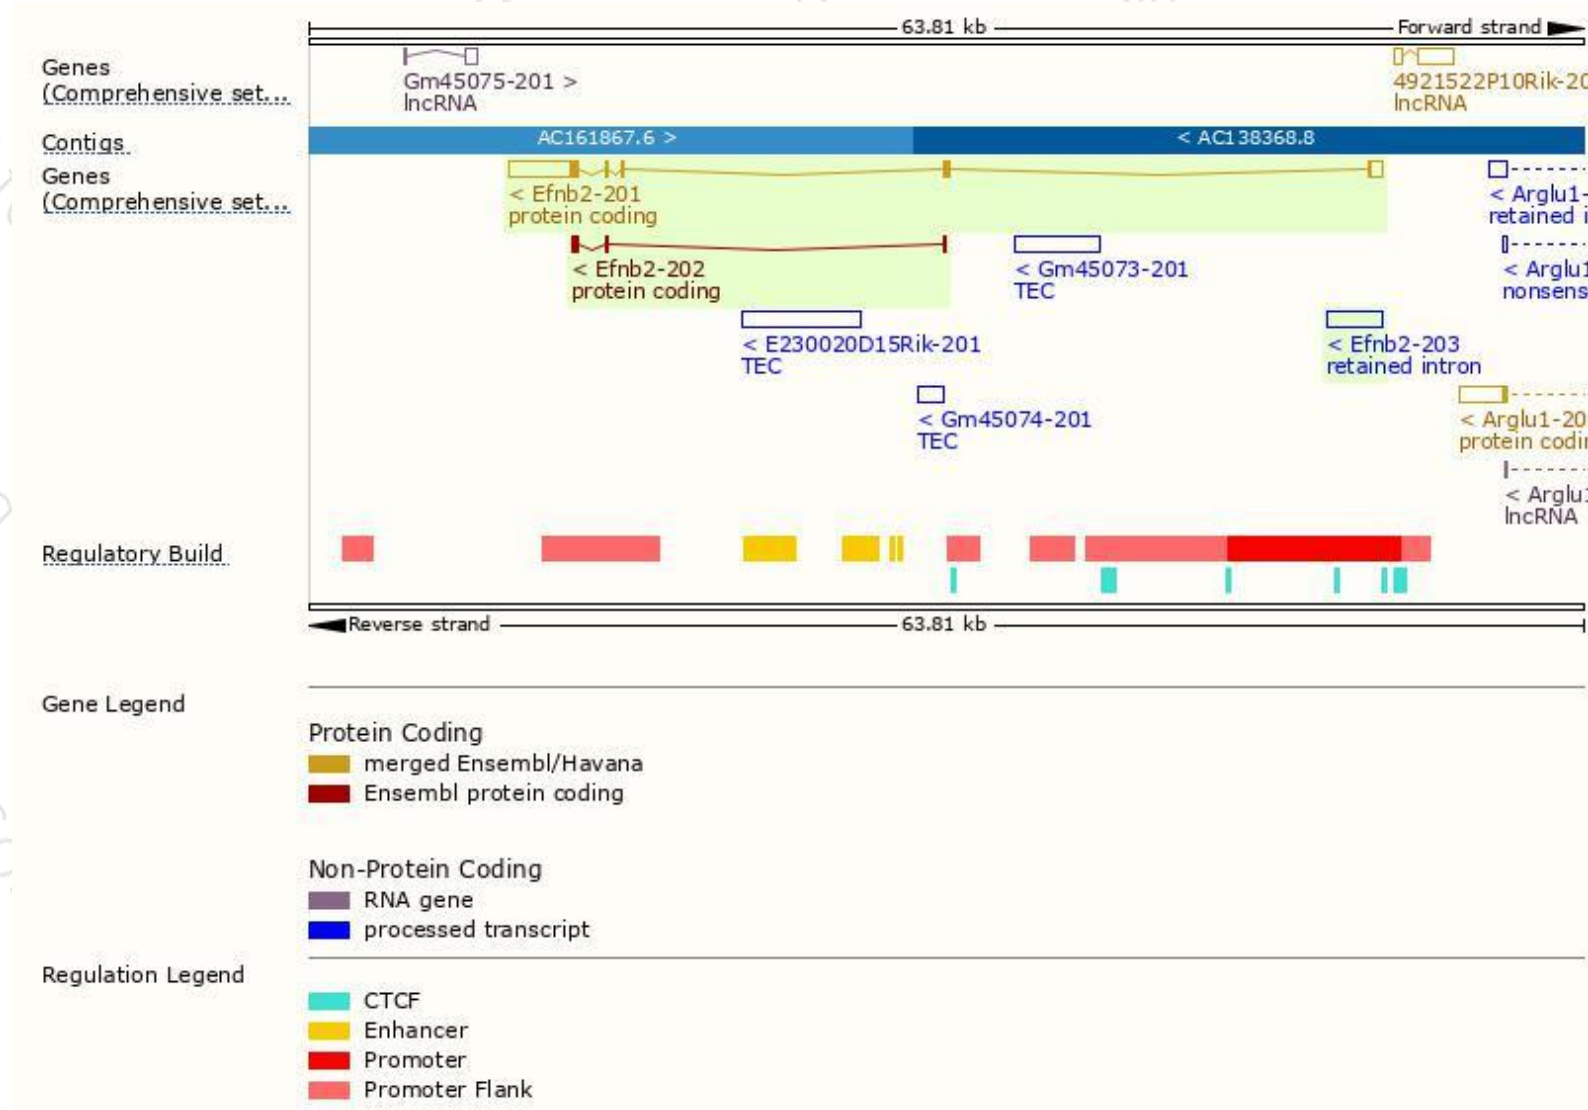 63.81 kb Forward strand
Genes
(Comprehensive set...
Gm45075-201 >
lncRNA
4921522P10Rik-20
lncRNA
Contigs
AC161867.6 >
< AC138368.8
Genes
(Comprehensive set...
< Efnb2-201
protein coding
< Arglu1-
retained i
< Efnb2-202
protein coding
< Gm45073-201
TEC
< Arglu1
nonsens
< E230020D15Rik-201
TEC
< Efnb2-203
retained intron
< Gm45074-201
TEC
< Arglu1-20
protein codin
< Arglu1
lncRNA
Regulatory Build
Reverse strand 63.81 kb
Gene Legend
Protein Coding
merged Ensembl/Havana
Ensembl protein coding
Non-Protein Coding
RNA gene
processed transcript
Regulation Legend
CTCF
Enhancer
Promoter
Promoter Flank